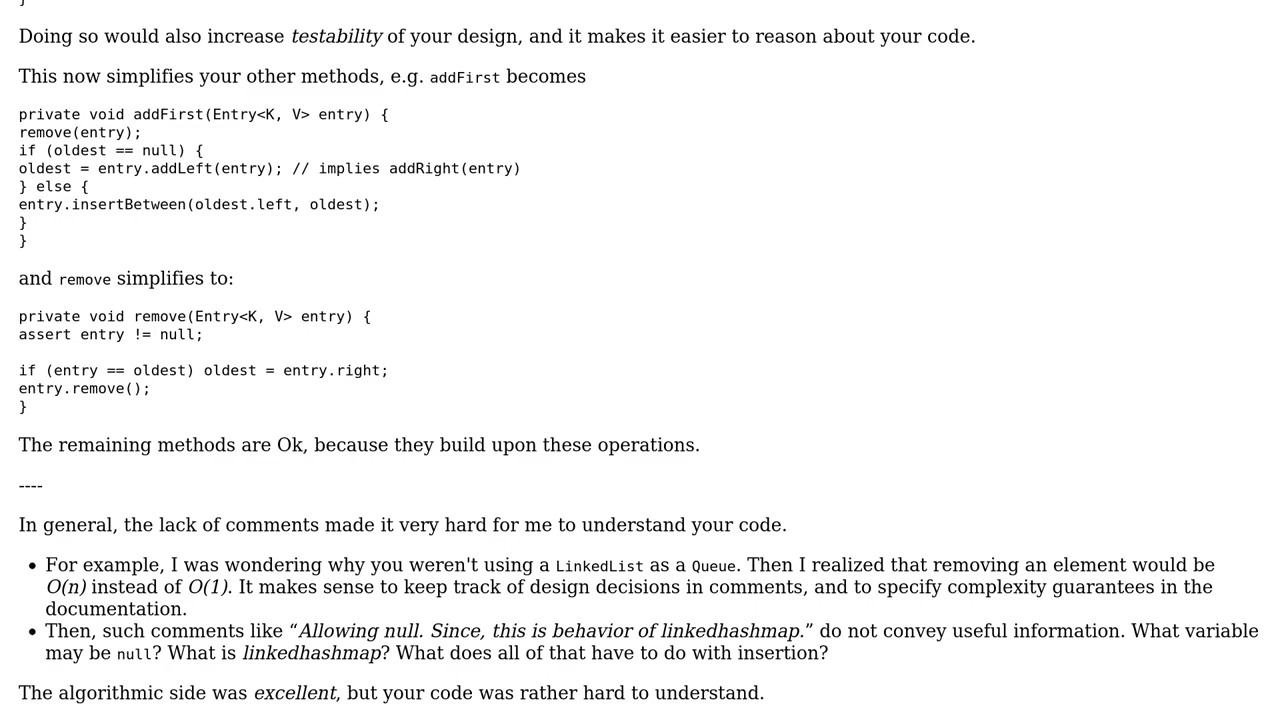 }
Doing so would also increase testability of your design, and it makes it easier to reason about your code.
This now simplifies your other methods, e.g. addFirst becomes
private void addFirst(Entry<K, V> entry) {
remove(entry);
if (oldest == null) {
oldest = entry.addLeft(entry); // implies addRight(entry)
} else {
entry.insertBetween(oldest.left, oldest);
}
}
and remove simplifies to:
private void remove(Entry<K, V> entry) {
assert entry != null;
if (entry == oldest) oldest = entry.right;
entry.remove();
}
The remaining methods are Ok, because they build upon these operations.
----
In general, the lack of comments made it very hard for me to understand your code.
• For example, I was wondering why you weren't using a LinkedList as a Queue. Then I realized that removing an element would be
O(n) instead of O(1). It makes sense to keep track of design decisions in comments, and to specify complexity guarantees in the
documentation.
• Then, such comments like “Allowing null. Since, this is behavior of linkedhashmap.” do not convey useful information. What variable
may be null? What is linkedhashmap? What does all of that have to do with insertion?
The algorithmic side was excellent, but your code was rather hard to understand.